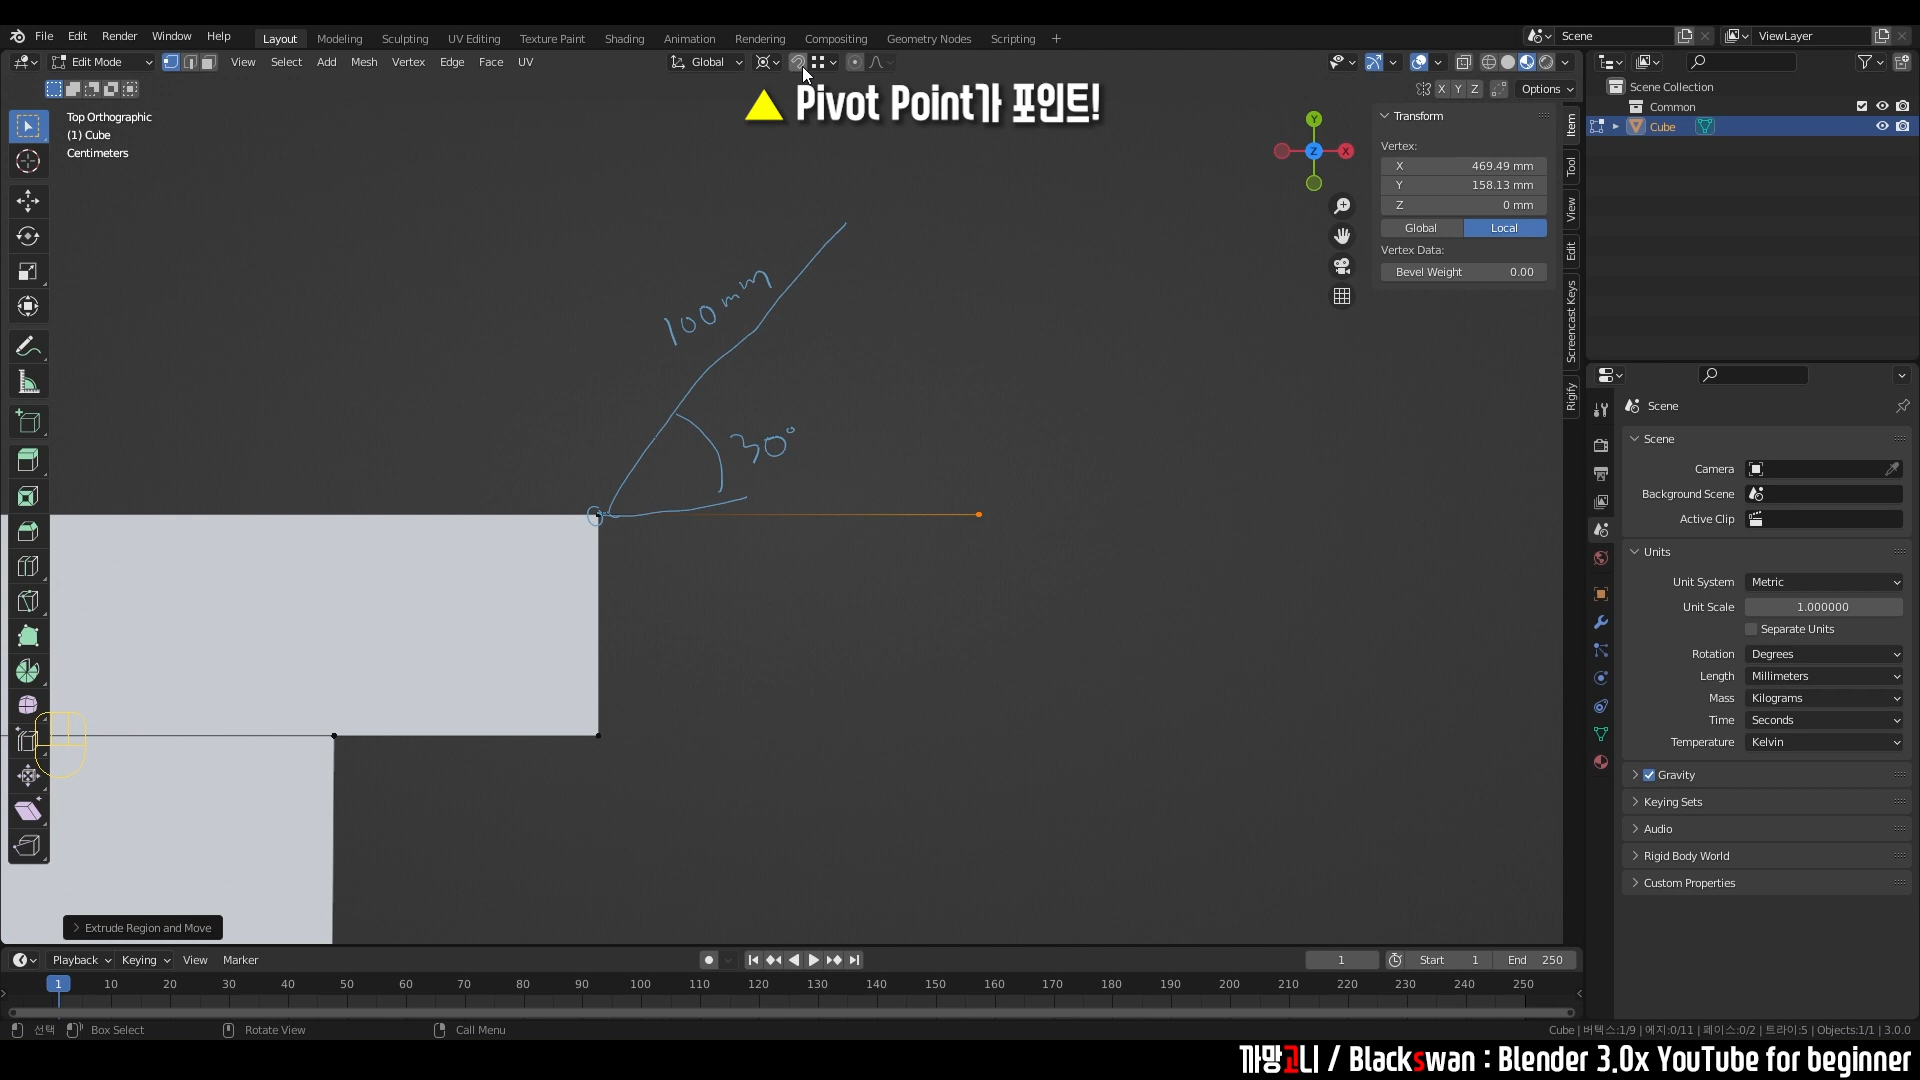 File Edit Render Window Help Layout Modeling Sculpting UV Editing Texture Paint Shading Animation Rendering Compositing Geometry Nodes Scripting + Scene ViewLayer
Edit Mode View Select Add Mesh Vertex Edge Face UV Global
X Y Z Options
Pivot Point가 포인트!
Top Orthographic
(1) Cube
Centimeters
Y
Z
X
Transform
Vertex:
X 469.49 mm
Y 158.13 mm
Z 0 mm
Global Local
Vertex Data:
Bevel Weight 0.00
Item
Tool
View
Edit
Screencast Keys
Rigify
100mm
30°
Scene Collection
Common
Cube
Scene
Scene
Camera
Background Scene
Active Clip
Units
Unit System Metric
Unit Scale 1.000000
Separate Units
Rotation Degrees
Length Millimeters
Mass Kilograms
Time Seconds
Temperature Kelvin
Gravity
Keying Sets
Audio
Rigid Body World
Custom Properties
Extrude Region and Move
Playback Keying View Marker 1 Start 1 End 250
1 10 20 30 40 50 60 70 80 90 100 110 120 130 140 150 160 170 180 190 200 210 220 230 240 250
선택 Box Select Rotate View Call Menu Cube | 버텍스:1/9 | 에지:0/11 | 페이스:0/2 | 트라이:5 | Objects:1/1 | 3.0.0
까망고니 / Blackswan : Blender 3.0x YouTube for beginner